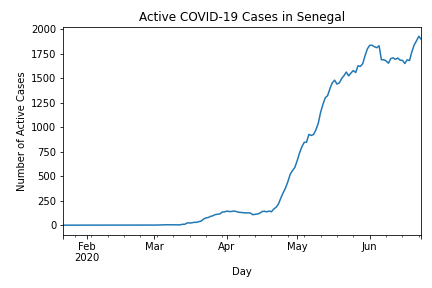 Active COVID-19 Cases in Senegal
Number of Active Cases
2000
1750
1500
1250
1000
750
500
250
0
Feb Mar Apr May Jun
2020
Day